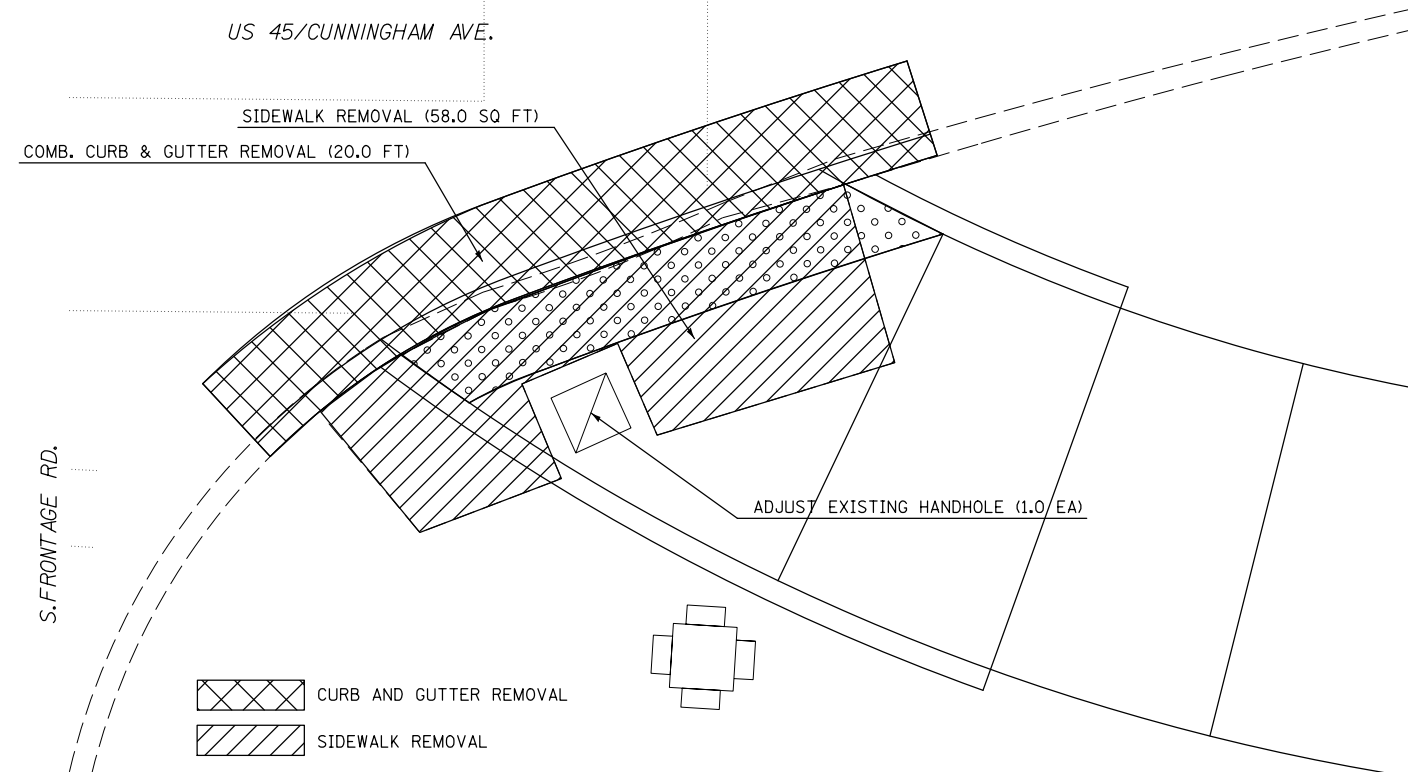 US 45/CUNNINGHAM AVE.
SIDEWALK REMOVAL (58.0 SQ FT)
COMB. CURB & GUTTER REMOVAL (20.0 FT)
S.FRONTAGE RD.
ADJUST EXISTING HANDHOLE (1.0 EA)
CURB AND GUTTER REMOVAL
SIDEWALK REMOVAL